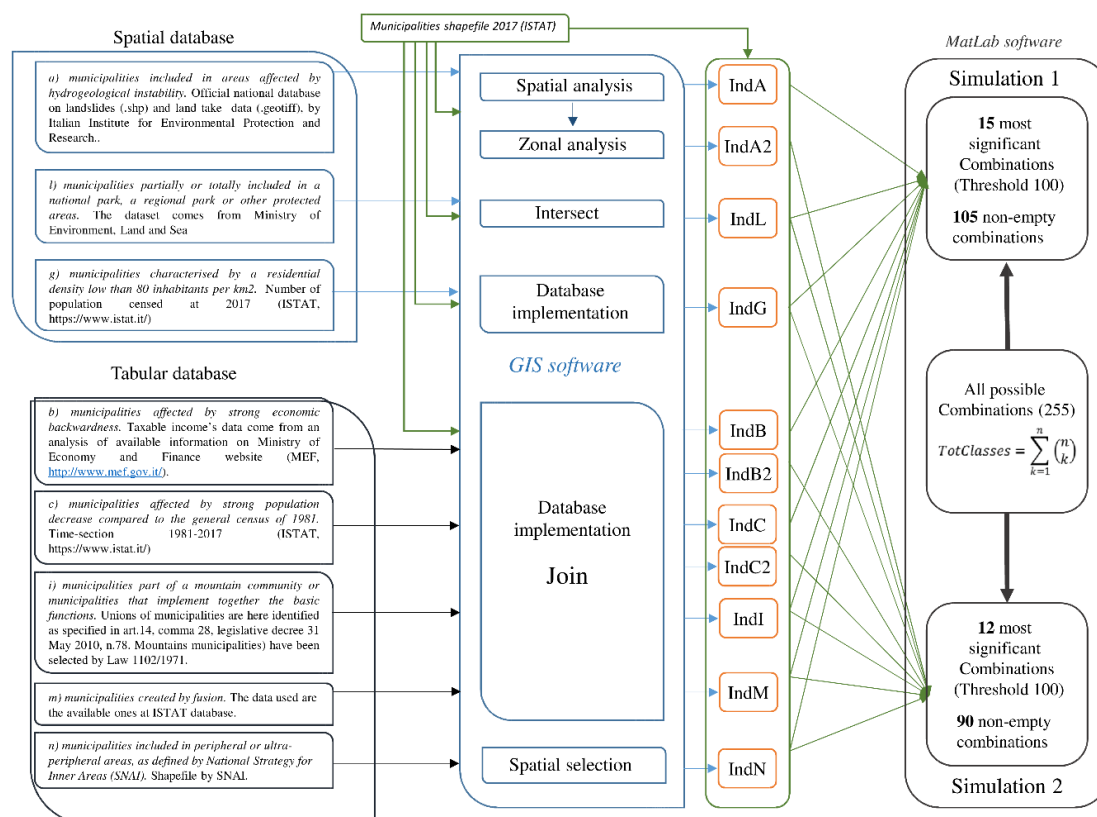 Municipalities shapefile 2017 (ISTAT)
Spatial database
a) municipalities included in areas affected by
hydrogeological instability. Official national database
on landslides (.shp) and land take data (.geotiff), by
Italian Institute for Environmental Protection and
Research..
l) municipalities partially or totally included in a
national park, a regional park or other protected
areas. The dataset comes from Ministry of
Environment, Land and Sea
g) municipalities characterised by a residential
density low than 80 inhabitants per km2. Number of
population censed at 2017 (ISTAT,
https://www.istat.it/)
Tabular database
b) municipalities affected by strong economic
backwardness. Taxable income's data come from an
analysis of available information on Ministry of
Economy and Finance website (MEF,
http://www.mef.gov.it/).
c) municipalities affected by strong population
decrease compared to the general census of 1981.
Time-section 1981-2017 (ISTAT,
https://www.istat.it/)
i) municipalities part of a mountain community or
municipalities that implement together the basic
functions. Unions of municipalities are here identified
as specified in art.14, comma 28, legislative decree 31
May 2010, n.78. Mountains municipalities) have been
selected by Law 1102/1971.
m) municipalities created by fusion. The data used are
the available ones at ISTAT database.
n) municipalities included in peripheral or ultra-
peripheral areas, as defined by National Strategy for
Inner Areas (SNAI). Shapefile by SNAI.
Spatial analysis
Zonal analysis
Intersect
Database
implementation
GIS software
Database
implementation
Join
Spatial selection
IndA
IndA2
IndL
IndG
IndB
IndB2
IndC
IndC2
IndI
IndM
IndN
MatLab software
Simulation 1
15 most
significant
Combinations
(Threshold 100)
105 non-empty
combinations
All possible
Combinations (255)
TotClasses = ∑_{k=1}^{n} (n k)
12 most
significant
Combinations
(Threshold 100)
90 non-empty
combinations
Simulation 2